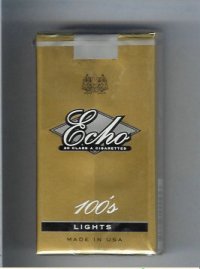 Echo
20 CLASS A CIGARETTES
100's
LIGHTS
MADE IN USA